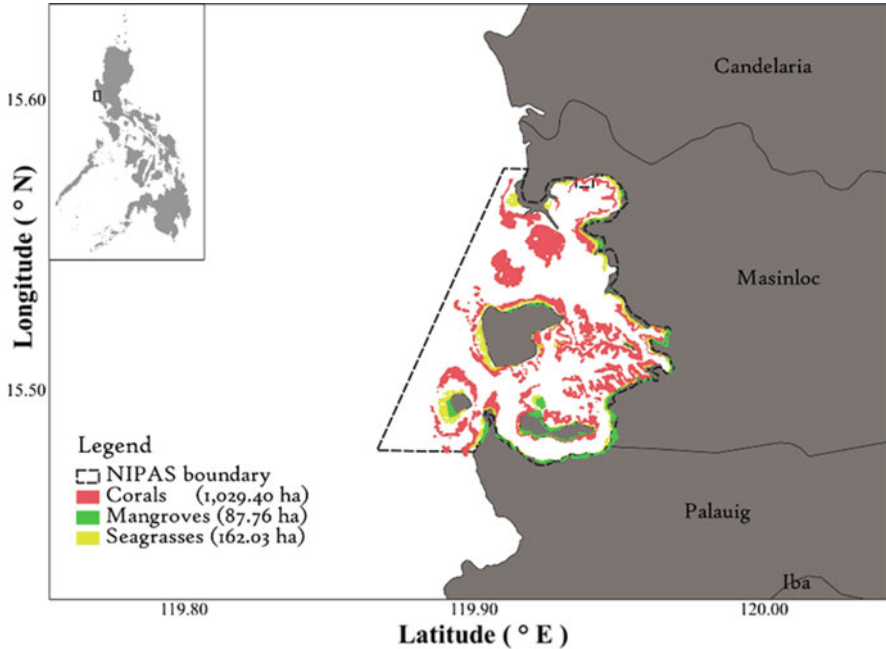 Candelaria
15.60
Longitude ( ° N )
Masinloc
15.50
Legend
NIPAS boundary
Corals (1,029.40 ha)
Mangroves (87.76 ha)
Seagrasses (162.03 ha)
Palauig
Iba
119.80 119.90 120.00
Latitude ( ° E )